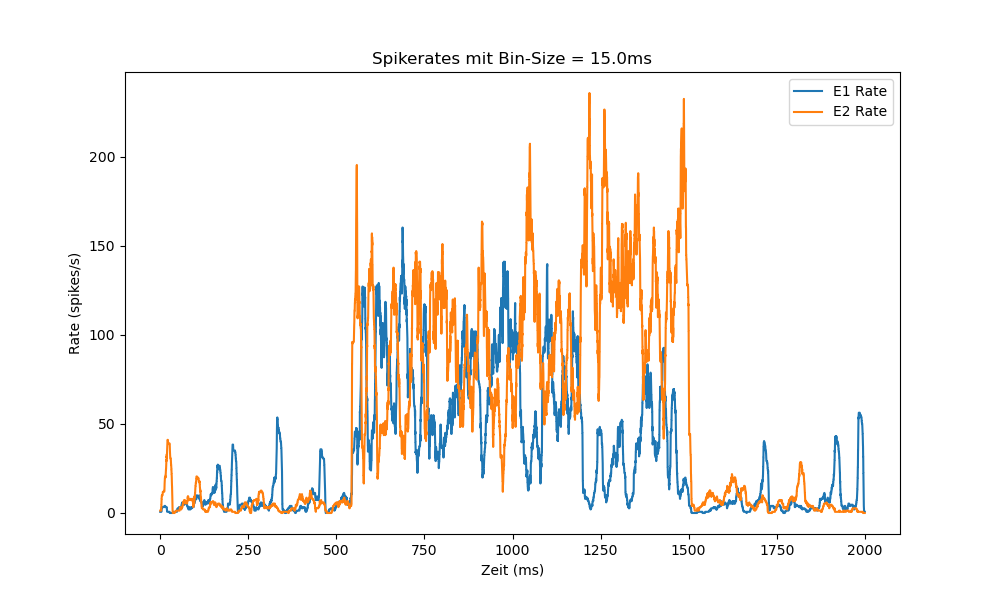 Spikerates mit Bin-Size = 15.0ms
E1 Rate
E2 Rate
200
150
100
50
0
Rate (spikes/s)
0 250 500 750 1000 1250 1500 1750 2000
Zeit (ms)